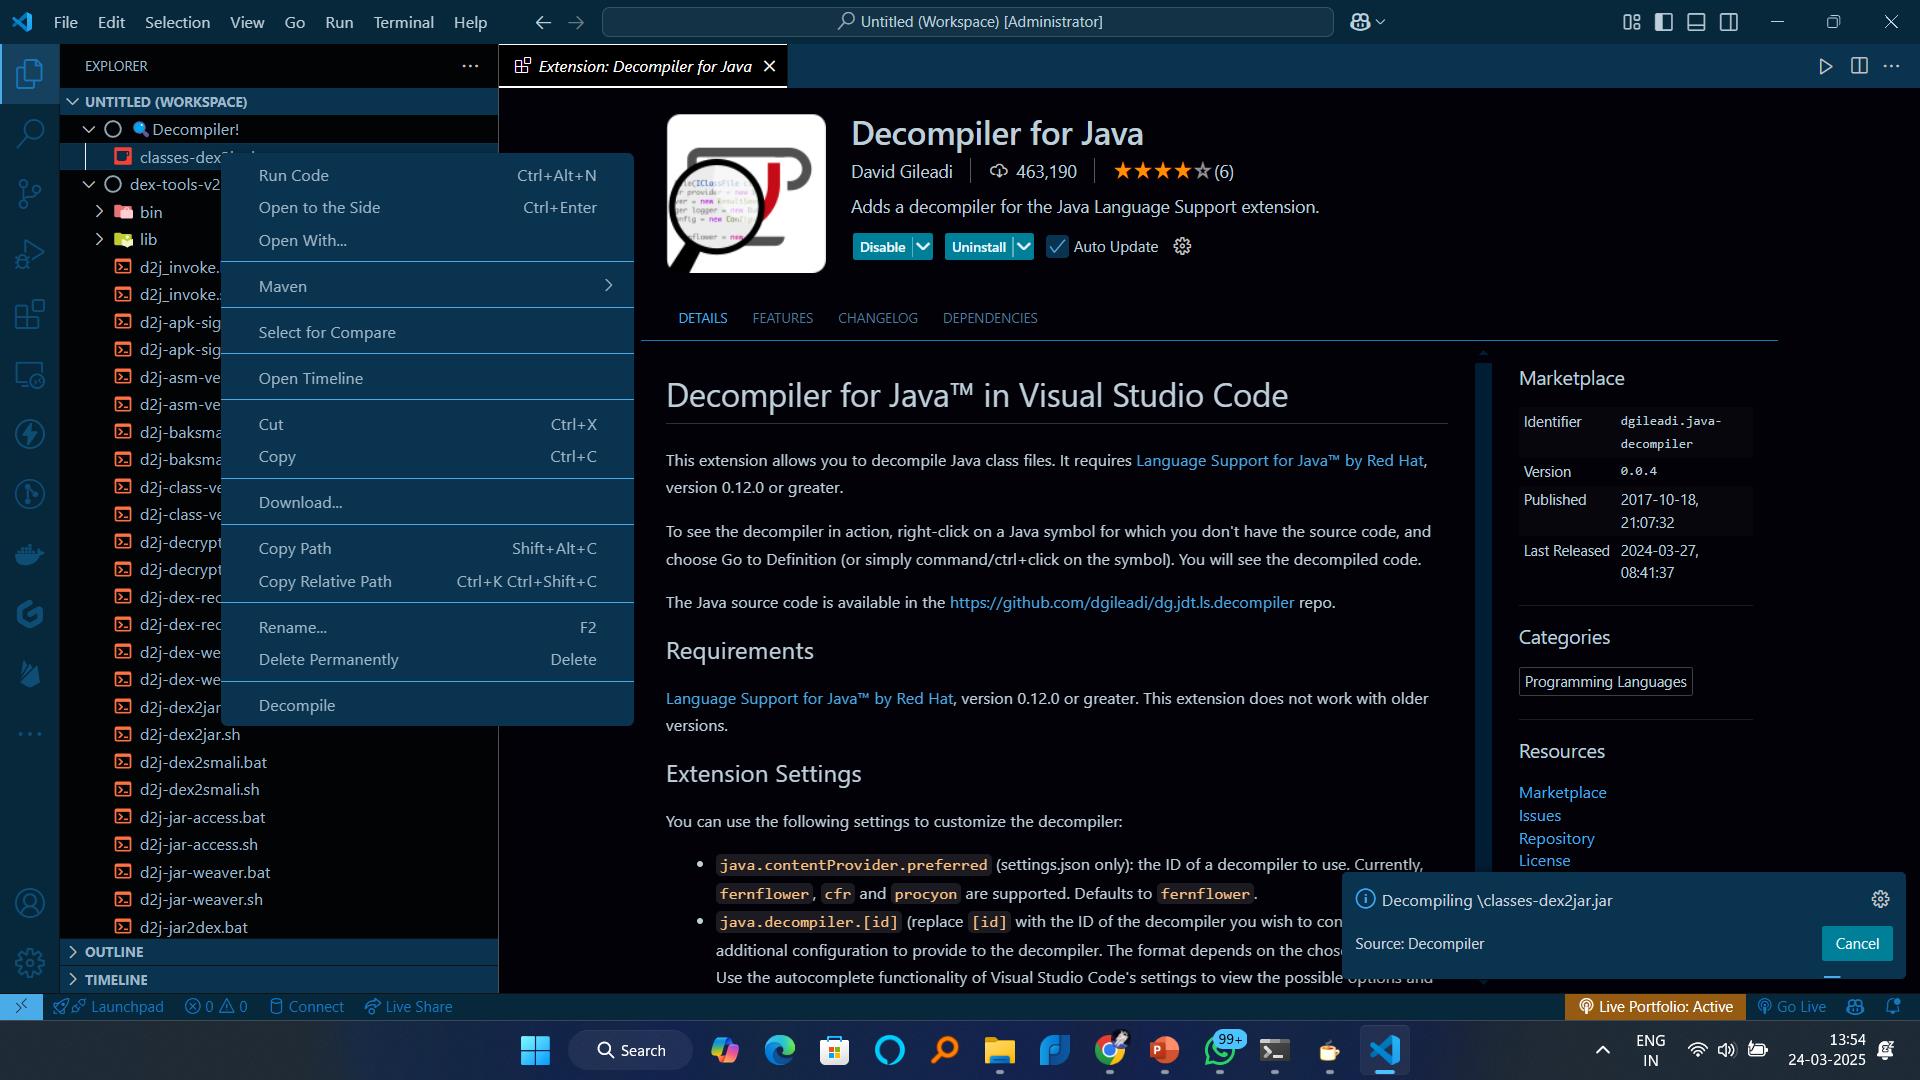 File Edit Selection View Go Run Terminal Help
Untitled (Workspace) [Administrator]
EXPLORER
Extension: Decompiler for Java
UNTITLED (WORKSPACE)
Decompiler!
dex-tools-v2
bin
lib
d2j_invoke.
d2j-apk-sig
d2j-apk-sig
d2j-asm-ve
d2j-asm-ve
d2j-baksma
d2j-baksma
d2j-class-ve
d2j-class-ve
d2j-decrypt
d2j-decrypt
d2j-dex-rec
d2j-dex-rec
d2j-dex-we
d2j-dex-we
d2j-dex2jar
d2j-dex2jar.sh
d2j-dex2smali.bat
d2j-dex2smali.sh
d2j-jar-access.bat
d2j-jar-access.sh
d2j-jar-weaver.bat
d2j-jar-weaver.sh
d2j-jar2dex.bat
OUTLINE
TIMELINE
Run Code Ctrl+Alt+N
Open to the Side Ctrl+Enter
Open With...
Maven
Select for Compare
Open Timeline
Cut Ctrl+X
Copy Ctrl+C
Download...
Copy Path Shift+Alt+C
Copy Relative Path Ctrl+K Ctrl+Shift+C
Rename... F2
Delete Permanently Delete
Decompile
Decompiler for Java
David Gileadi 463,190 (6)
Adds a decompiler for the Java Language Support extension.
Disable Uninstall Auto Update
DETAILS FEATURES CHANGELOG DEPENDENCIES
Decompiler for Java™ in Visual Studio Code
This extension allows you to decompile Java class files. It requires Language Support for Java™ by Red Hat,
version 0.12.0 or greater.
To see the decompiler in action, right-click on a Java symbol for which you don't have the source code, and
choose Go to Definition (or simply command/ctrl+click on the symbol). You will see the decompiled code.
The Java source code is available in the https://github.com/dgileadi/dg.jdt.ls.decompiler repo.
Requirements
Language Support for Java™ by Red Hat, version 0.12.0 or greater. This extension does not work with older
versions.
Extension Settings
You can use the following settings to customize the decompiler:
• java.contentProvider.preferred (settings.json only): the ID of a decompiler to use. Currently,
fernflower, cfr and procyon are supported. Defaults to fernflower.
• java.decompiler.[id] (replace [id] with the ID of the decompiler you wish to con
additional configuration to provide to the decompiler. The format depends on the chos
Use the autocomplete functionality of Visual Studio Code's settings to view the possible options and
Marketplace
Identifier dgileadi.java-
decompiler
Version 0.0.4
Published 2017-10-18,
21:07:32
Last Released 2024-03-27,
08:41:37
Categories
Programming Languages
Resources
Marketplace
Issues
Repository
License
Decompiling \classes-dex2jar.jar
Source: Decompiler
Cancel
Launchpad 0 0 Connect Live Share
Live Portfolio: Active Go Live
Search
99+
ENG
IN
13:54
24-03-2025